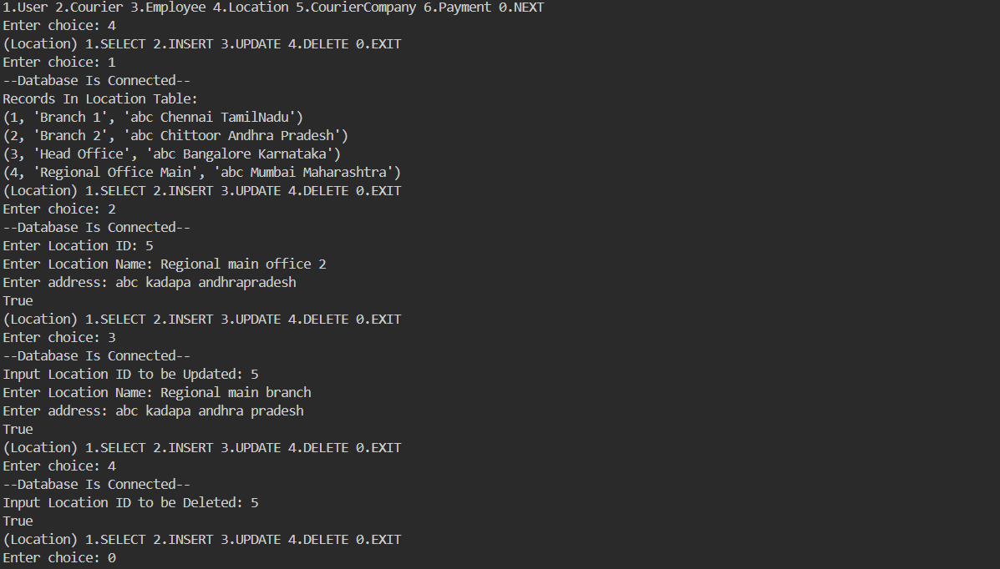 1.User 2.Courier 3.Employee 4.Location 5.CourierCompany 6.Payment 0.NEXT
Enter choice: 4
(Location) 1.SELECT 2.INSERT 3.UPDATE 4.DELETE 0.EXIT
Enter choice: 1
--Database Is Connected--
Records In Location Table:
(1, 'Branch 1', 'abc Chennai TamilNadu')
(2, 'Branch 2', 'abc Chittoor Andhra Pradesh')
(3, 'Head Office', 'abc Bangalore Karnataka')
(4, 'Regional Office Main', 'abc Mumbai Maharashtra')
(Location) 1.SELECT 2.INSERT 3.UPDATE 4.DELETE 0.EXIT
Enter choice: 2
--Database Is Connected--
Enter Location ID: 5
Enter Location Name: Regional main office 2
Enter address: abc kadapa andhrapradesh
True
(Location) 1.SELECT 2.INSERT 3.UPDATE 4.DELETE 0.EXIT
Enter choice: 3
--Database Is Connected--
Input Location ID to be Updated: 5
Enter Location Name: Regional main branch
Enter address: abc kadapa andhra pradesh
True
(Location) 1.SELECT 2.INSERT 3.UPDATE 4.DELETE 0.EXIT
Enter choice: 4
--Database Is Connected--
Input Location ID to be Deleted: 5
True
(Location) 1.SELECT 2.INSERT 3.UPDATE 4.DELETE 0.EXIT
Enter choice: 0